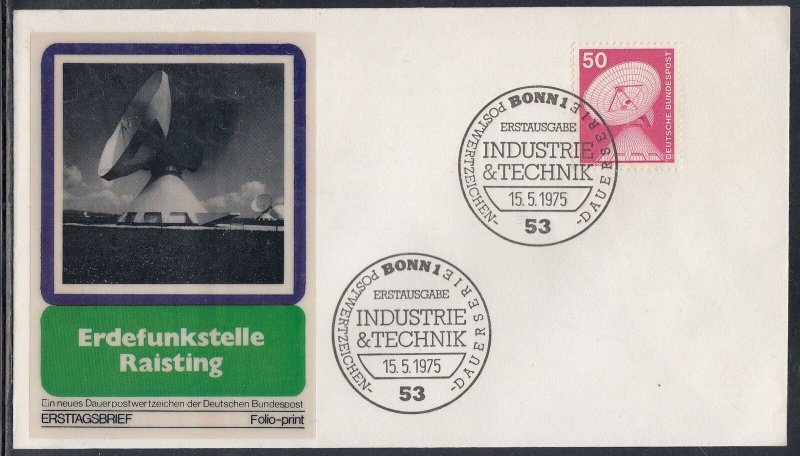 Erdefunkstelle
Raisting
Ein neues Dauerpostwertzeichen der Deutschen Bundespost
ERSTTAGSBRIEF Folio-print
50
DEUTSCHE BUNDESPOST
BONN 1
POSTWERTZEICHEN-
-DAUERSERIE
ERSTAUSGABE
INDUSTRIE
&TECHNIK
15.5.1975
53
BONN 1
POSTWERTZEICHEN-
-DAUERSERIE
ERSTAUSGABE
INDUSTRIE
&TECHNIK
15.5.1975
53